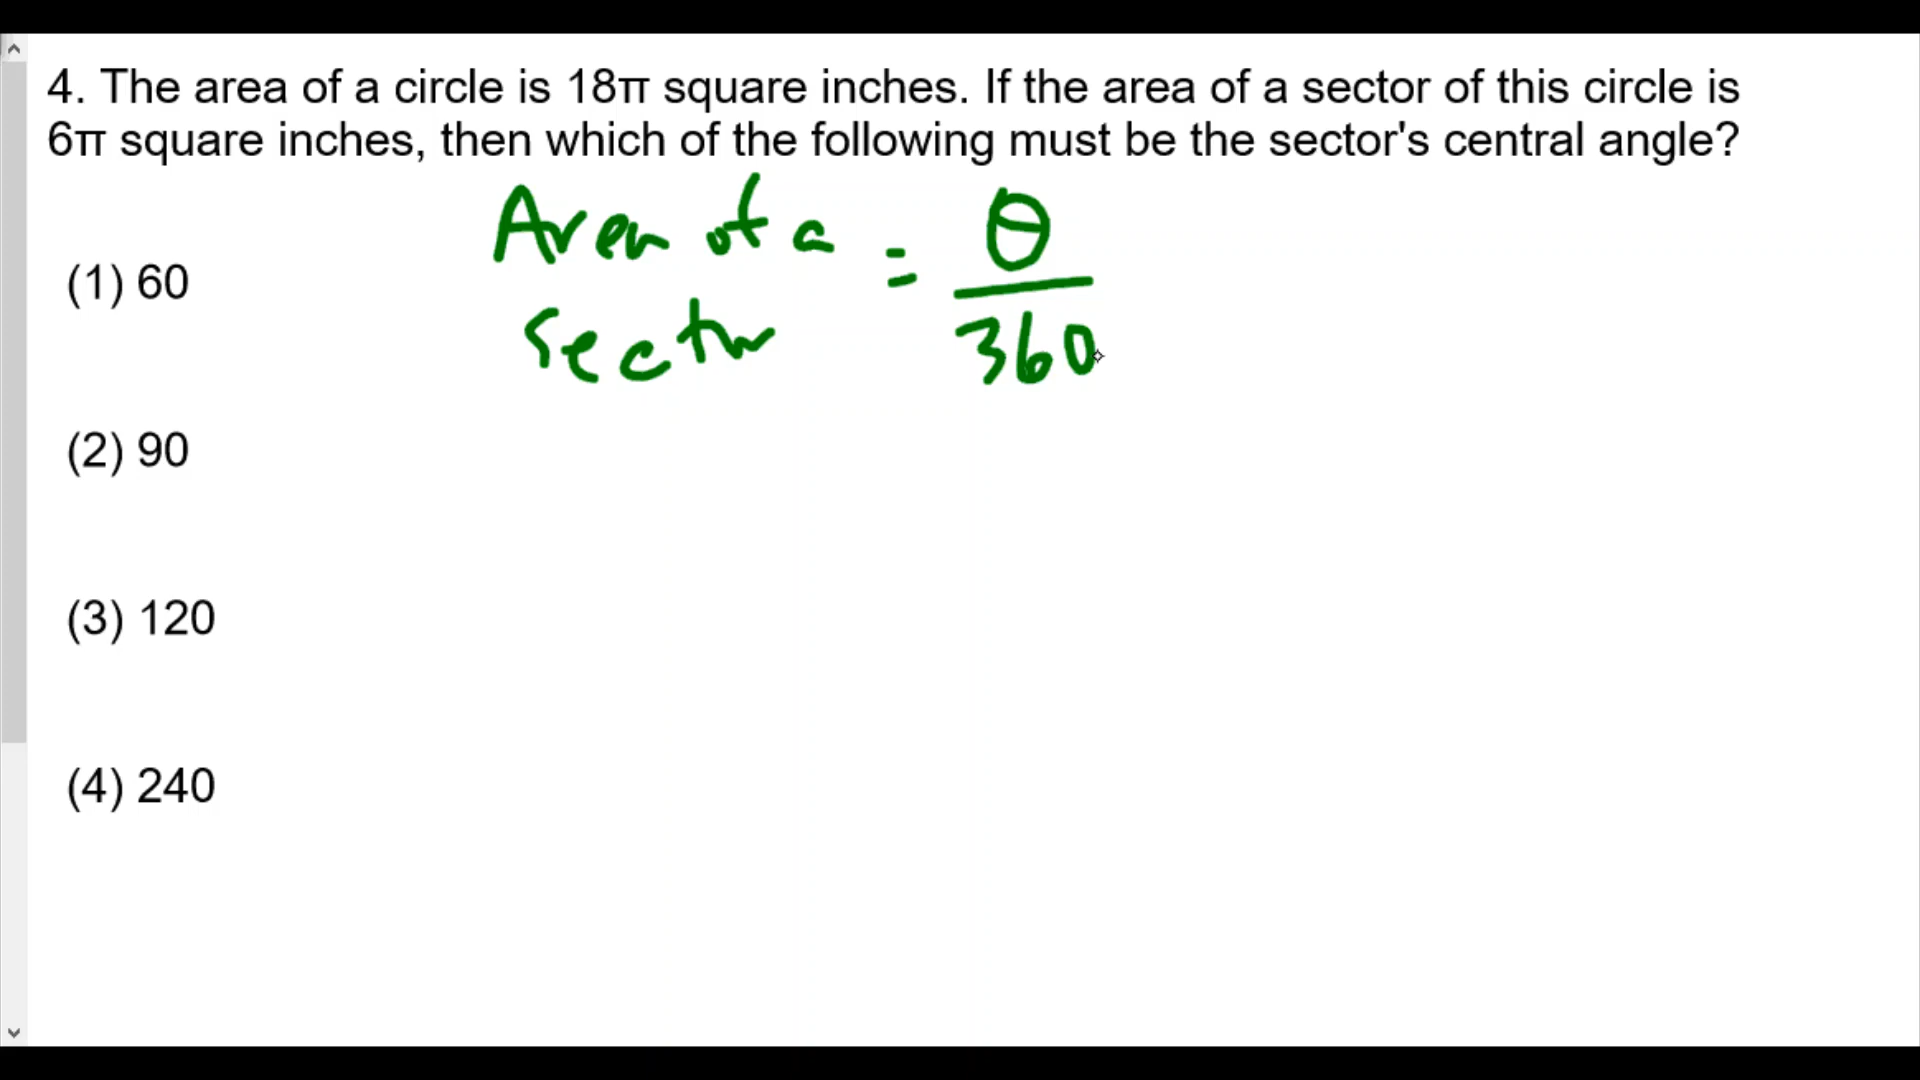 4. The area of a circle is 18π square inches. If the area of a sector of this circle is
6π square inches, then which of the following must be the sector's central angle?
Area of a = θ
sector 360
(1) 60
(2) 90
(3) 120
(4) 240